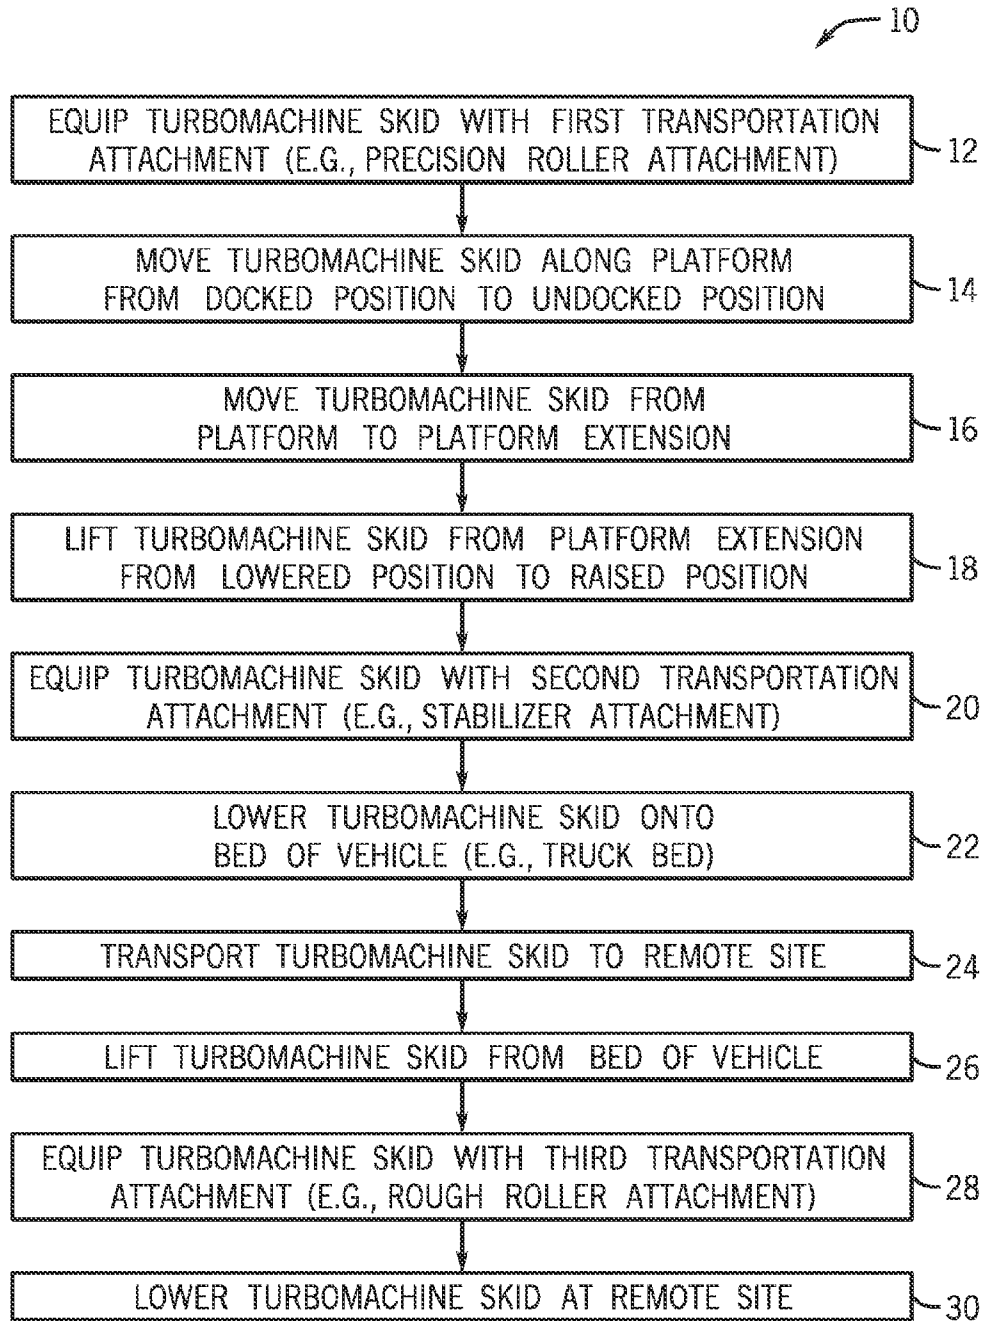 10
EQUIP TURBOMACHINE SKID WITH FIRST TRANSPORTATION
ATTACHMENT (E.G., PRECISION ROLLER ATTACHMENT)
12
MOVE TURBOMACHINE SKID ALONG PLATFORM
FROM DOCKED POSITION TO UNDOCKED POSITION
14
MOVE TURBOMACHINE SKID FROM
PLATFORM TO PLATFORM EXTENSION
16
LIFT TURBOMACHINE SKID FROM PLATFORM EXTENSION
FROM LOWERED POSITION TO RAISED POSITION
18
EQUIP TURBOMACHINE SKID WITH SECOND TRANSPORTATION
ATTACHMENT (E.G., STABILIZER ATTACHMENT)
20
LOWER TURBOMACHINE SKID ONTO
BED OF VEHICLE (E.G., TRUCK BED)
22
TRANSPORT TURBOMACHINE SKID TO REMOTE SITE
24
LIFT TURBOMACHINE SKID FROM BED OF VEHICLE
26
EQUIP TURBOMACHINE SKID WITH THIRD TRANSPORTATION
ATTACHMENT (E.G., ROUGH ROLLER ATTACHMENT)
28
LOWER TURBOMACHINE SKID AT REMOTE SITE
30